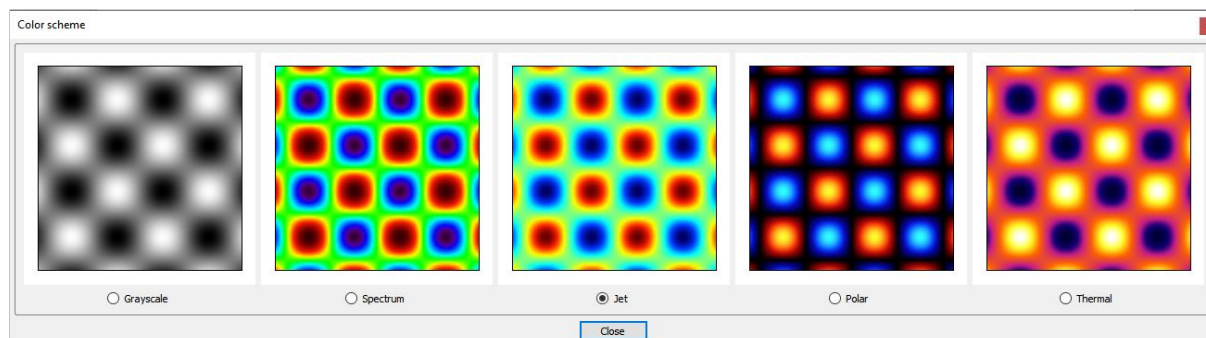 Color scheme
Grayscale
Spectrum
Jet
Polar
Thermal
Close